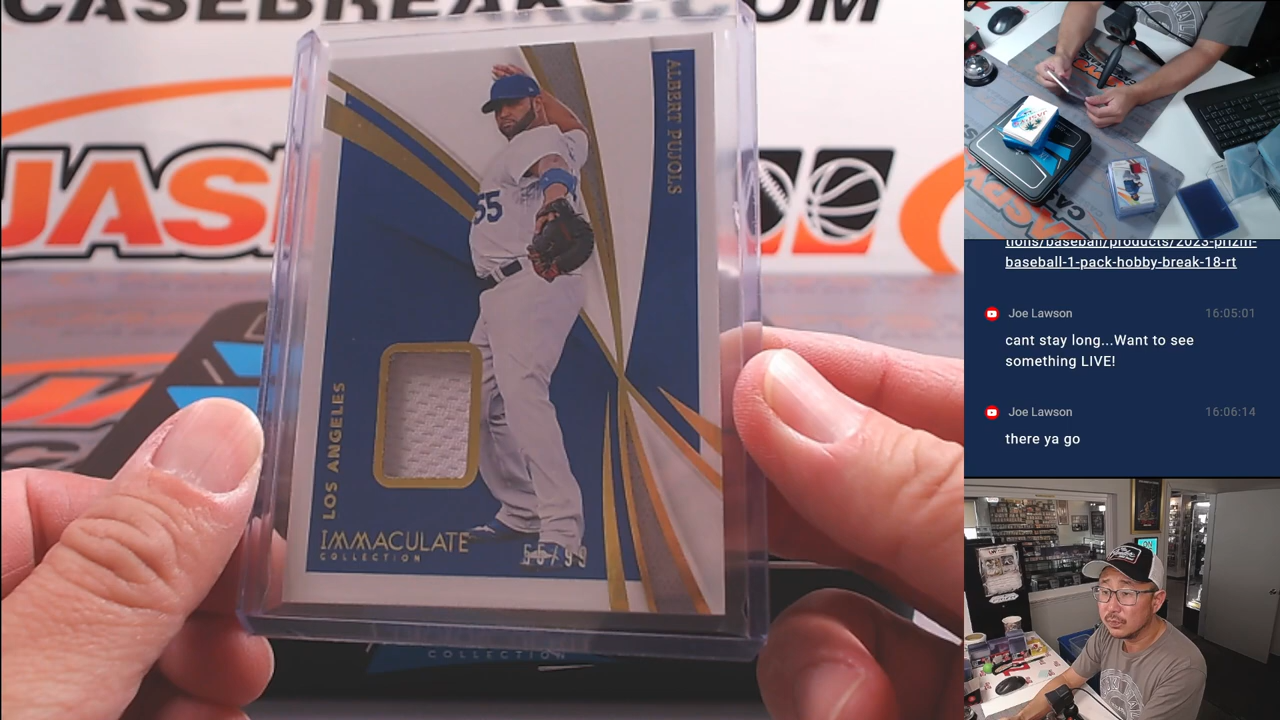 CASEBREAKS.COM
JAS
ALBERT PUJOLS
55
LOS ANGELES
IMMACULATE
COLLECTION
COLLECTION
tions/baseball/products/2023-prizm-
baseball-1-pack-hobby-break-18-rt
Joe Lawson 16:05:01
cant stay long...Want to see
something LIVE!
Joe Lawson 16:06:14
there ya go